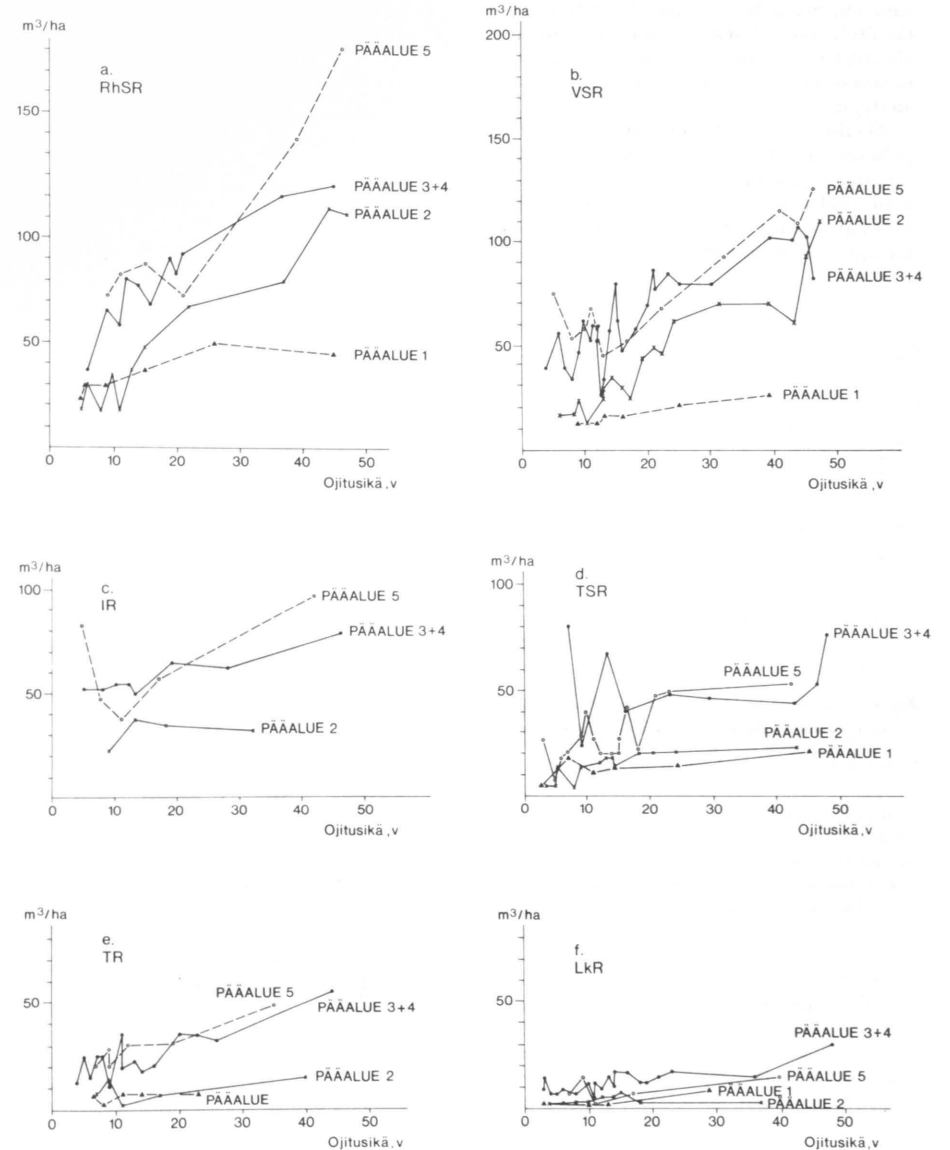 m³/ha
a.
RhSR
150
100
50
0
10
20
30
40
50
Ojitusikä, v
PÄÄALUE 5
PÄÄALUE 3+4
PÄÄALUE 2
PÄÄALUE 1
m³/ha
200
b.
VSR
150
100
50
0
0
10
20
30
40
50
Ojitusikä, v
PÄÄALUE 5
PÄÄALUE 2
PÄÄALUE 3+4
PÄÄALUE 1
m³/ha
c.
IR
100
50
0
0
10
20
30
40
50
Ojitusikä, v
PÄÄALUE 5
PÄÄALUE 3+4
PÄÄALUE 2
m³/ha
d.
TSR
100
50
0
0
10
20
30
40
50
Ojitusikä, v
PÄÄALUE 3+4
PÄÄALUE 5
PÄÄALUE 2
PÄÄALUE 1
m³/ha
e.
TR
50
0
0
10
20
30
40
50
Ojitusikä, v
PÄÄALUE 5
PÄÄALUE 3+4
PÄÄALUE 2
PÄÄALUE
m³/ha
f.
LkR
50
0
0
10
20
30
40
50
Ojitusikä, v
PÄÄALUE 3+4
PÄÄALUE 5
PÄÄALUE 1
PÄÄALUE 2